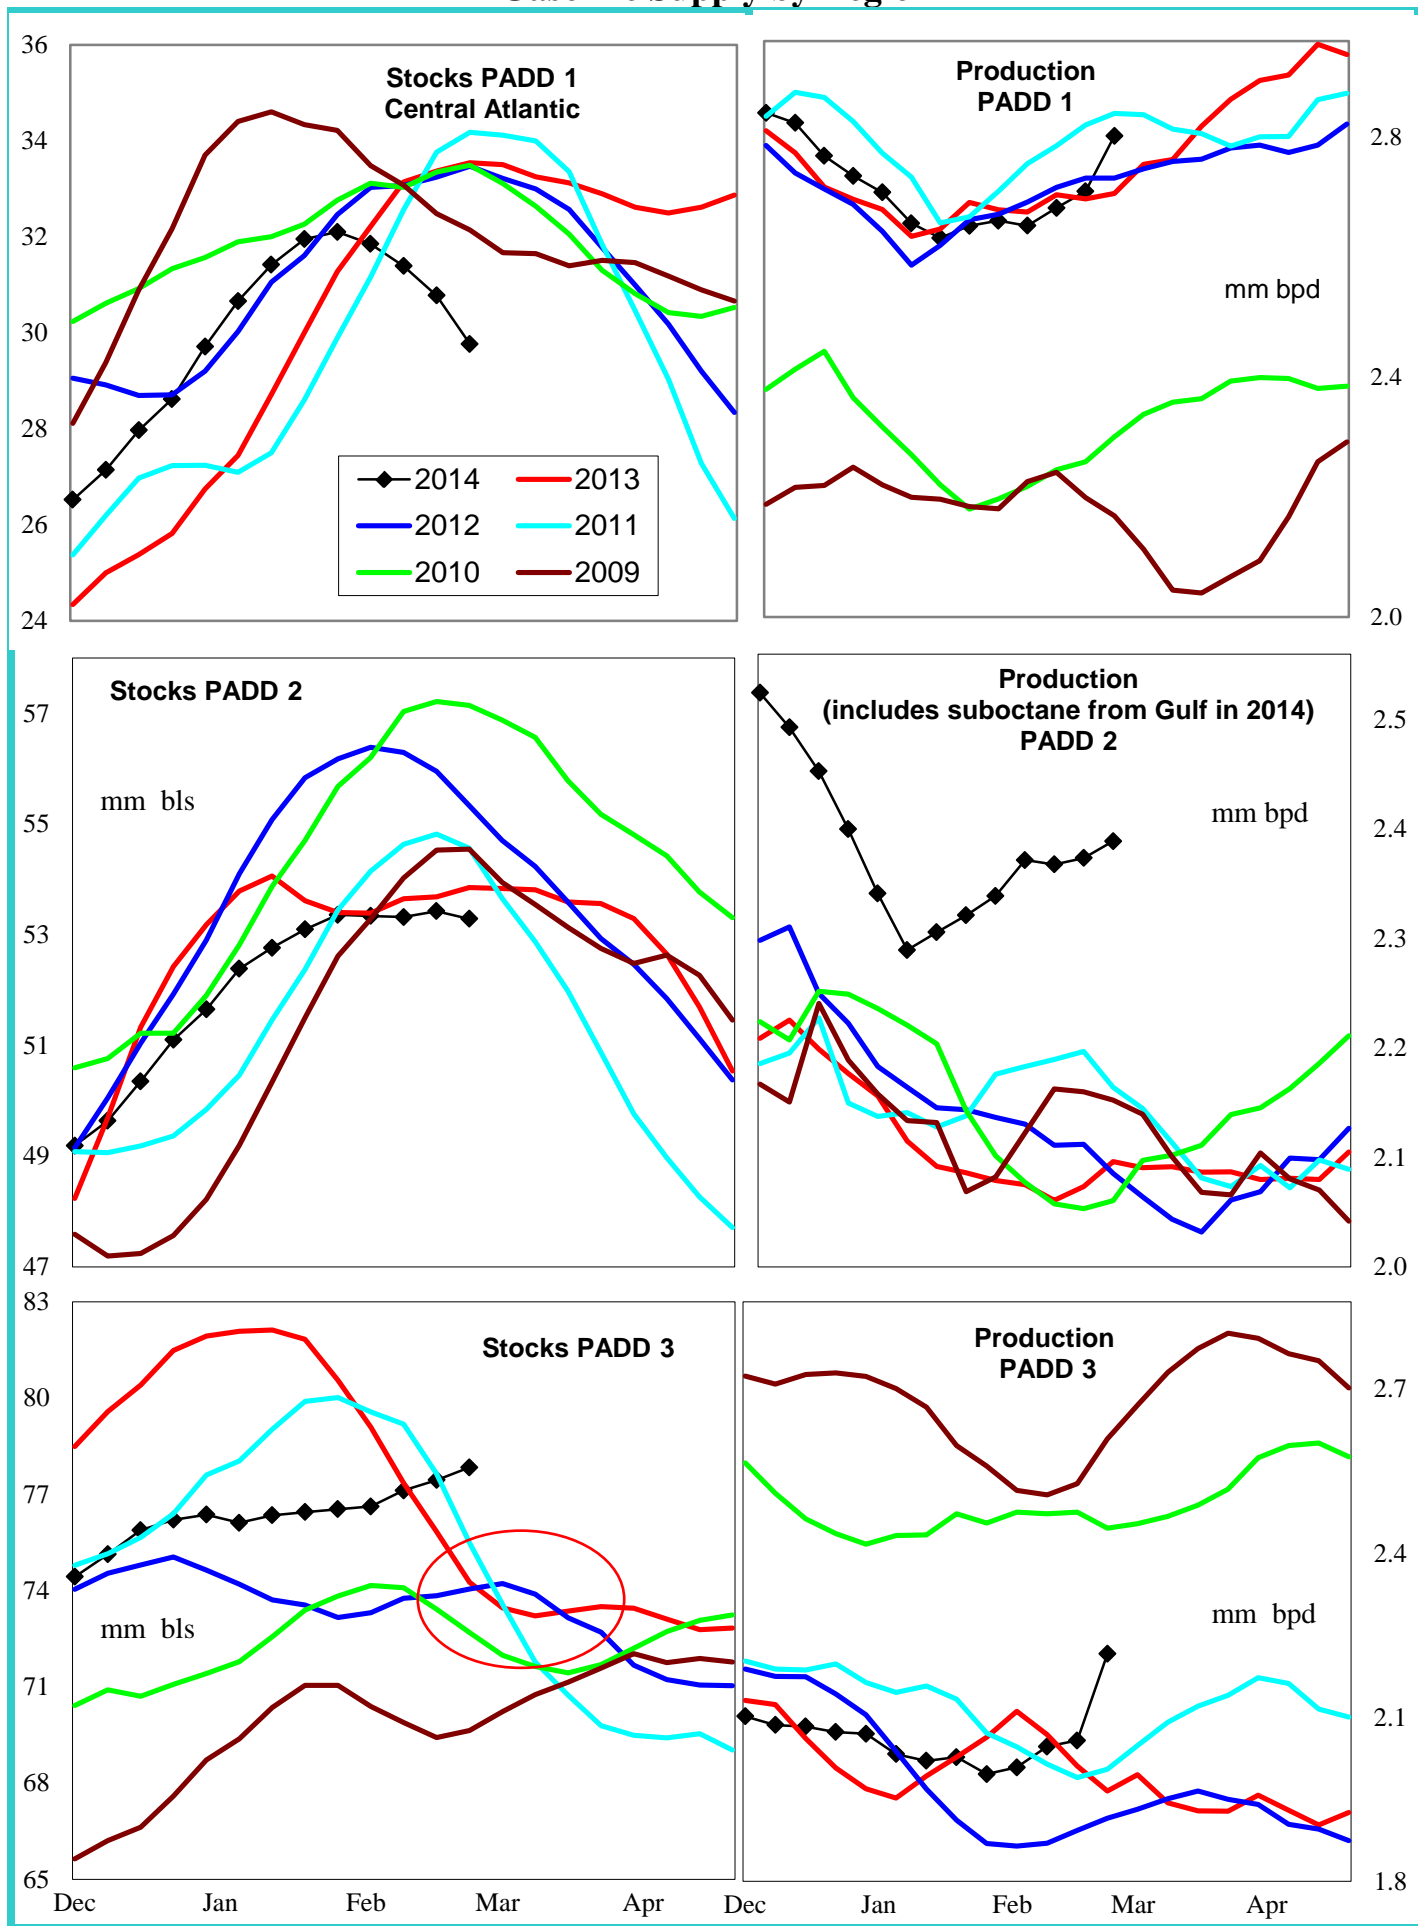 Supply by
36
34
32
30
28
26
24
Stocks PADD 1
Central Atlantic
2014
2013
2012
2011
2010
2009
Production
PADD 1
mm bpd
2.8
2.4
2.0
57
55
53
51
49
47
Stocks PADD 2
mm bls
Production
(includes suboctane from Gulf in 2014)
PADD 2
mm bpd
2.5
2.4
2.3
2.2
2.1
2.0
83
80
77
74
71
68
65
Stocks PADD 3
mm bls
Dec Jan Feb Mar Apr
Production
PADD 3
mm bpd
2.7
2.4
2.1
1.8
Dec Jan Feb Mar Apr